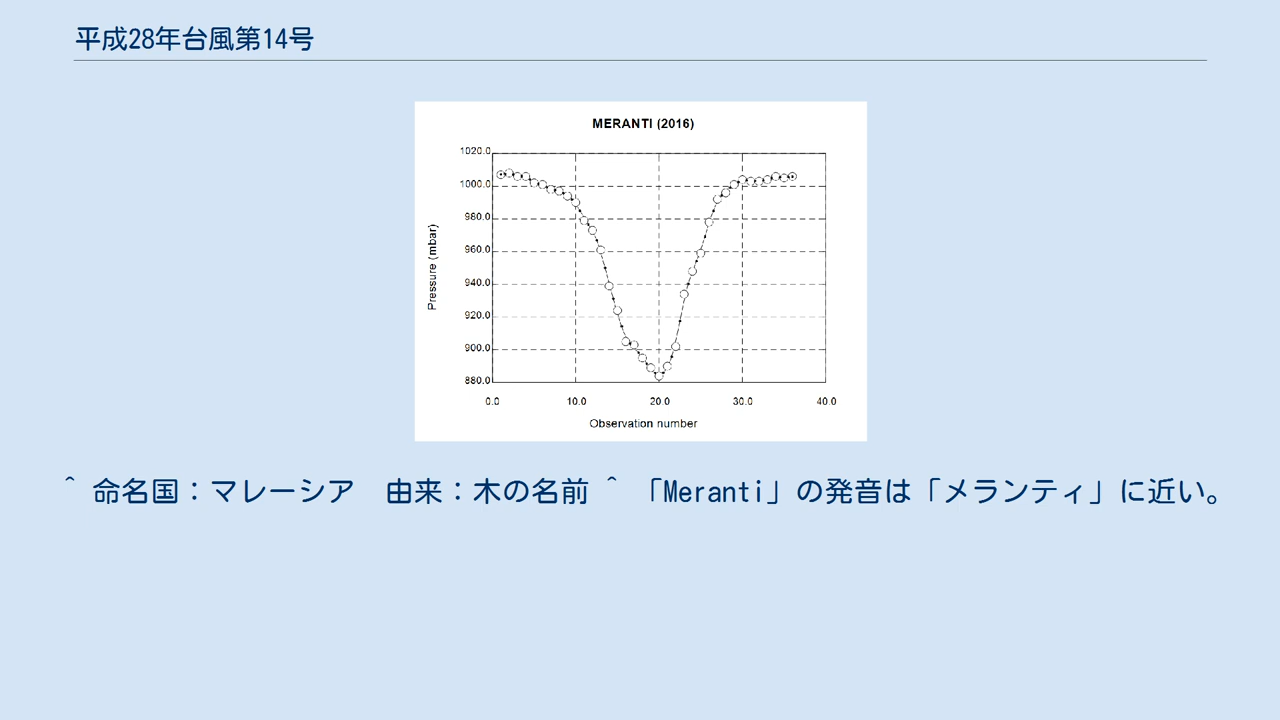 平成28年台風第14号
MERANTI (2016)
1020.0
1000.0
980.0
960.0
940.0
920.0
900.0
880.0
Pressure (mbar)
0.0 10.0 20.0 30.0 40.0
Observation number
^ 命名国：マレーシア　由来：木の名前 ^ 「Meranti」の発音は「メランティ」に近い。